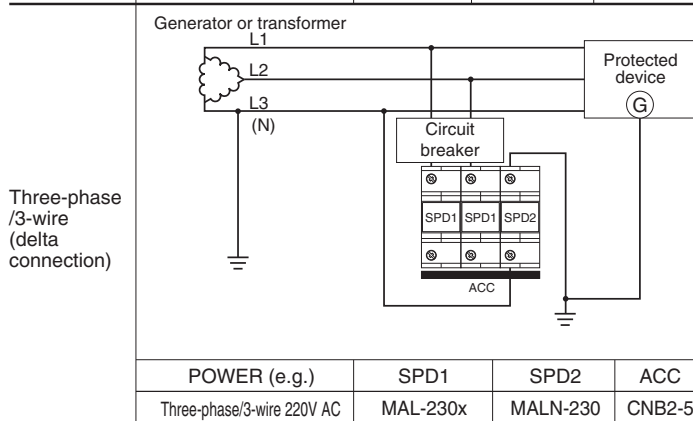 Generator or transformer
L1
L2
L3
(N)
Protected
device
G
Circuit
breaker
SPD1 SPD1 SPD2
ACC
Three-phase
/3-wire
(delta
connection)
POWER (e.g.) SPD1 SPD2 ACC
Three-phase/3-wire 220V AC MAL-230x MALN-230 CNB2-5